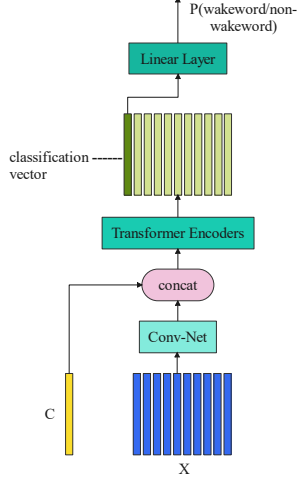 P(wakeword/non-
wakeword)
Linear Layer
classification
vector
Transformer Encoders
concat
Conv-Net
C
X